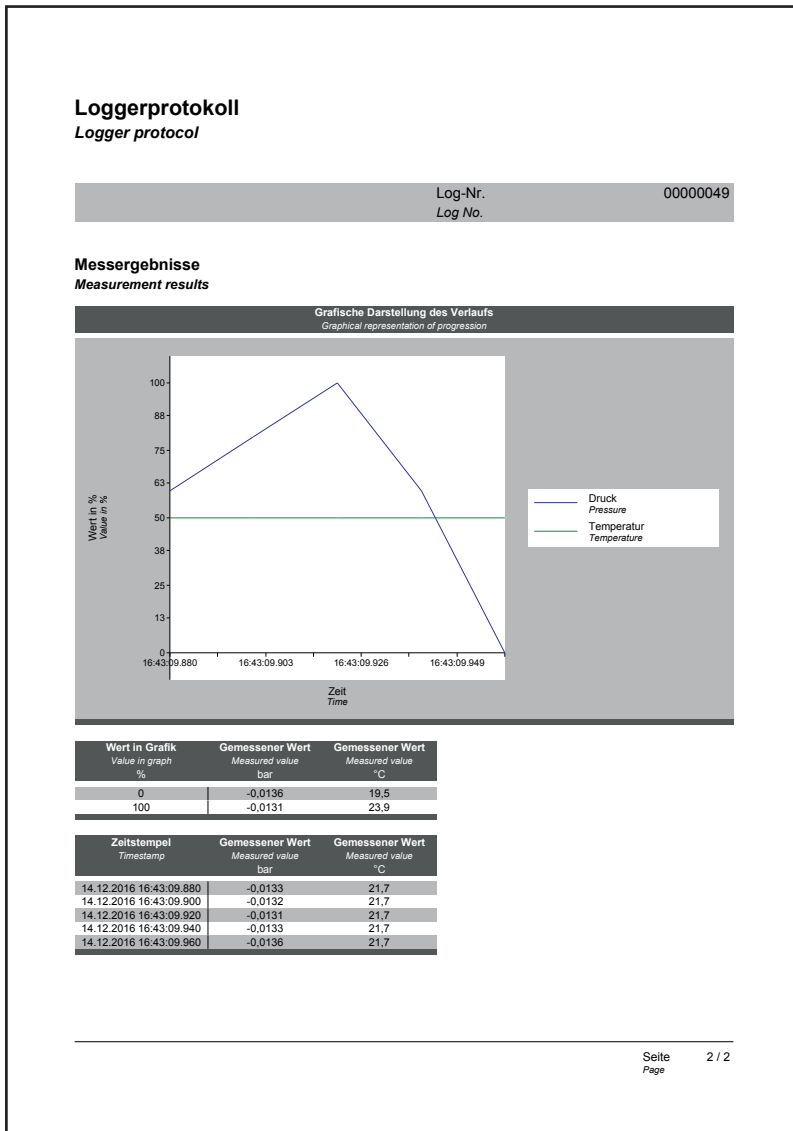 Loggerprotokoll
Logger protocol
Log-Nr. 00000049
Log No.
Messergebnisse
Measurement results
Grafische Darstellung des Verlaufs
Graphical representation of progression
100
88
75
63
50
38
25
13
0
Wert in %
Value in %
16:43:09.880 16:43:09.903 16:43:09.926 16:43:09.949
Zeit
Time
Druck
Pressure
Temperatur
Temperature
Wert in Grafik Gemessener Wert Gemessener Wert
Value in graph Measured value Measured value
% bar °C
0 -0,0136 19,5
100 -0,0131 23,9
Zeitstempel Gemessener Wert Gemessener Wert
Timestamp Measured value Measured value
bar °C
14.12.2016 16:43:09.880 -0,0133 21,7
14.12.2016 16:43:09.900 -0,0132 21,7
14.12.2016 16:43:09.920 -0,0131 21,7
14.12.2016 16:43:09.940 -0,0133 21,7
14.12.2016 16:43:09.960 -0,0136 21,7
Seite 2 / 2
Page